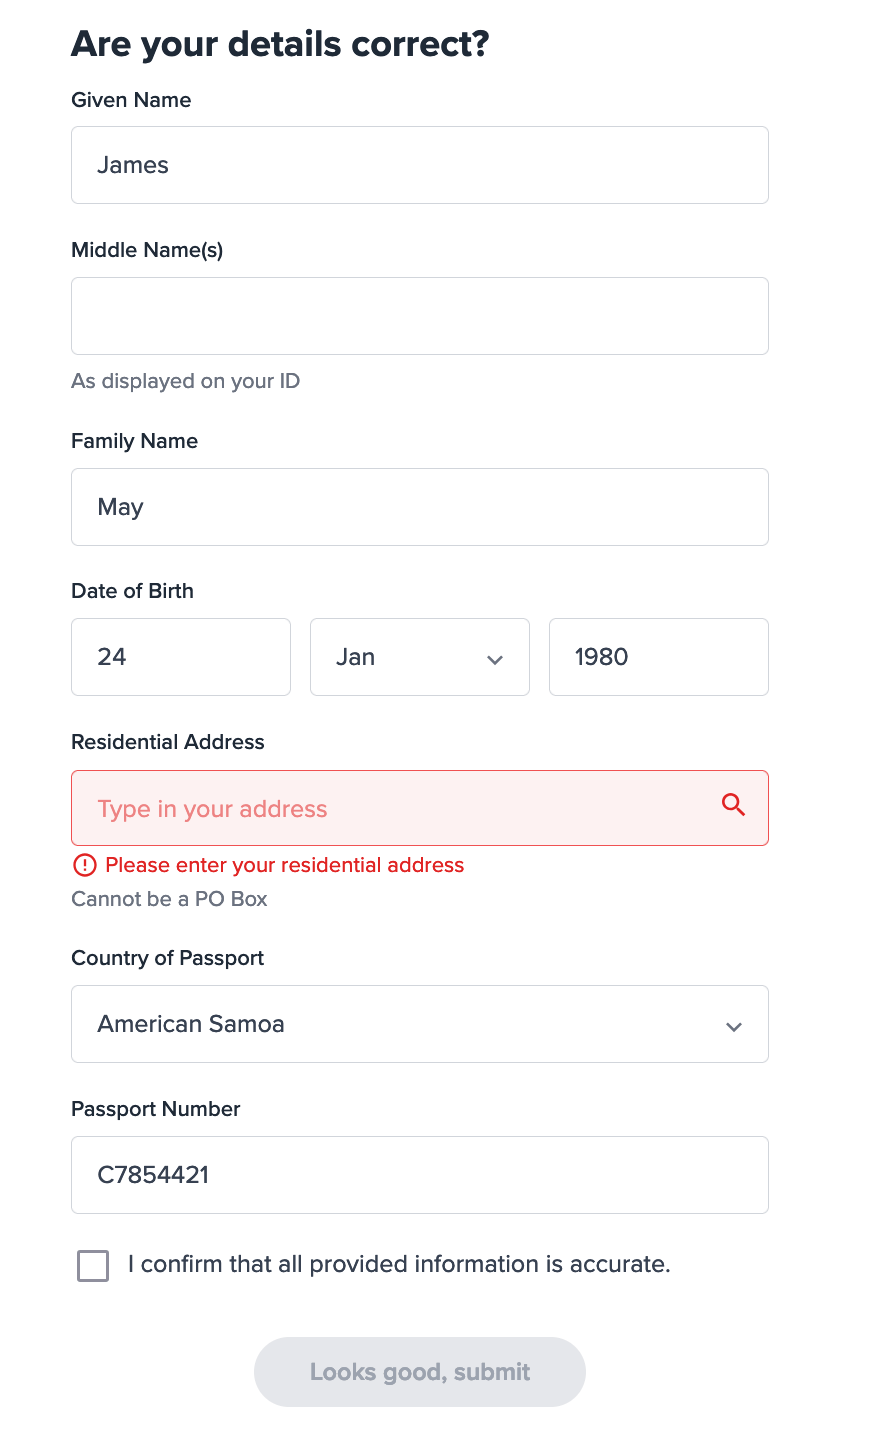 Are your details correct?
Given Name
James
Middle Name(s)
As displayed on your ID
Family Name
May
Date of Birth
24 Jan 1980
Residential Address
Type in your address
Please enter your residential address
Cannot be a PO Box
Country of Passport
American Samoa
Passport Number
C7854421
I confirm that all provided information is accurate.
Looks good, submit